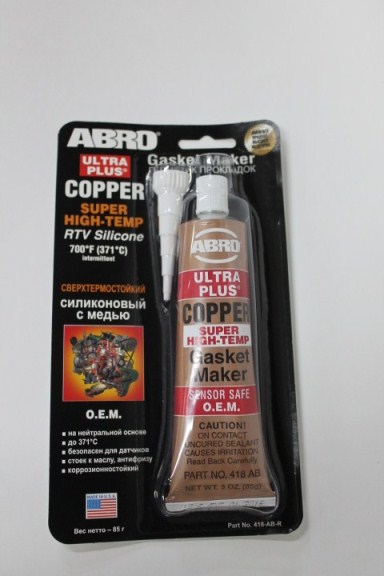 ABRO
ULTRA
PLUS
COPPER
SUPER
HIGH-TEMP
RTV Silicone
700°F (371°C)
intermittent
СВЕРХТЕРМОСТОЙКИЙ
СИЛИКОНОВЫЙ
С МЕДЬЮ
O.E.M.
на нейтральной основе
до 371°C
безопасен для датчиков
стоек к маслу, антифризу
коррозионностойкий
MADE IN U.S.A.
Вес нетто – 85 г
Gasket Maker
ПРОКЛАДОК
ABRO
ULTRA
PLUS
COPPER
SUPER
HIGH-TEMP
Gasket
Maker
SENSOR SAFE
O.E.M.
CAUTION!
ON CONTACT
UNCURED SEALANT
CAUSES IRRITATION
Read Back Carefully
PART NO. 418 AB
NET WT. 3 OZ
Part No. 418-AB-R